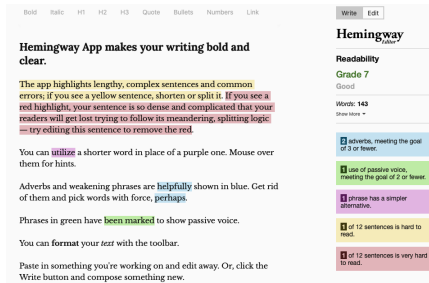 Bold Italic H1 H2 H3 Quote Bullets Numbers Link
Write Edit
Hemingway App makes your writing bold and
clear.
The app highlights lengthy, complex sentences and common
errors; if you see a yellow sentence, shorten or split it. If you see a
red highlight, your sentence is so dense and complicated that your
readers will get lost trying to follow its meandering, splitting logic
— try editing this sentence to remove the red.
You can utilize a shorter word in place of a purple one. Mouse over
them for hints.
Adverbs and weakening phrases are helpfully shown in blue. Get rid
of them and pick words with force, perhaps.
Phrases in green have been marked to show passive voice.
You can format your text with the toolbar.
Paste in something you're working on and edit away. Or, click the
Write button and compose something new.
Hemingway
Editor
Readability
Grade 7
Good
Words: 143
Show More
2 adverbs, meeting the goal
of 3 or fewer.
1 use of passive voice,
meeting the goal of 2 or fewer.
1 phrase has a simpler
alternative.
1 of 12 sentences is hard to
read.
1 of 12 sentences is very hard
to read.